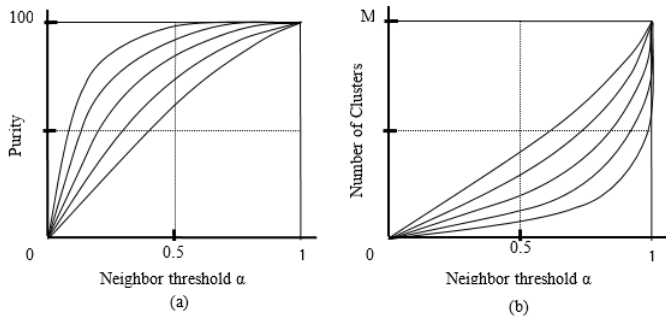 100
Purity
0
0.5
1
Neighbor threshold α
(a)
M
Number of Clusters
0
0.5
1
Neighbor threshold α
(b)